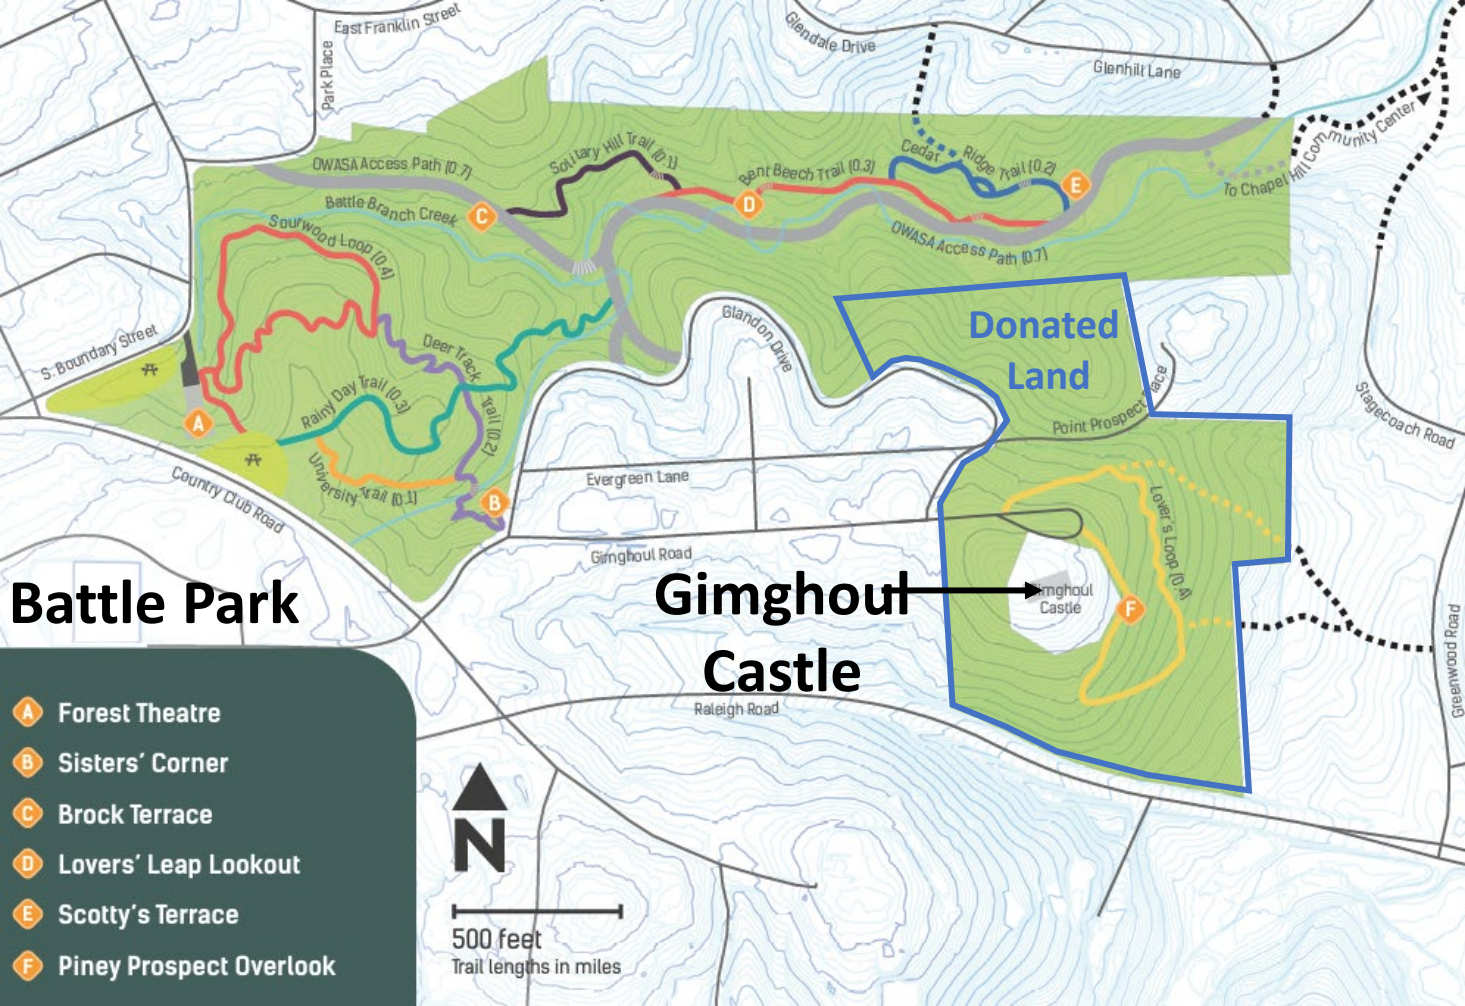 East Franklin Street
Park Place
Glendale Drive
Glenhill Lane
To Chapel Hill Community Center
OWASA Access Path (0.7)
Solitary Hill Trail (0.1)
Bent Beech Trail (0.3)
Cedar Ridge Trail (0.2)
E
D
C
Battle Branch Creek
Sourwood Loop (0.4)
OWASA Access Path (0.7)
Donated
Land
Glandon Drive
S. Boundary Street
Deer Track Trail (0.2)
Rainy Day Trail (0.3)
A
University Trail (0.1)
B
Country Club Road
Point Prospect Place
Stagecoach Road
Evergreen Lane
Gimghoul Road
Lover's Loop (0.4)
Gimghoul
Castle
Gimghoul
Castle
F
Battle Park
Raleigh Road
Greenwood Road
A Forest Theatre
B Sisters' Corner
C Brock Terrace
D Lovers' Leap Lookout
E Scotty's Terrace
F Piney Prospect Overlook
N
500 feet
Trail lengths in miles